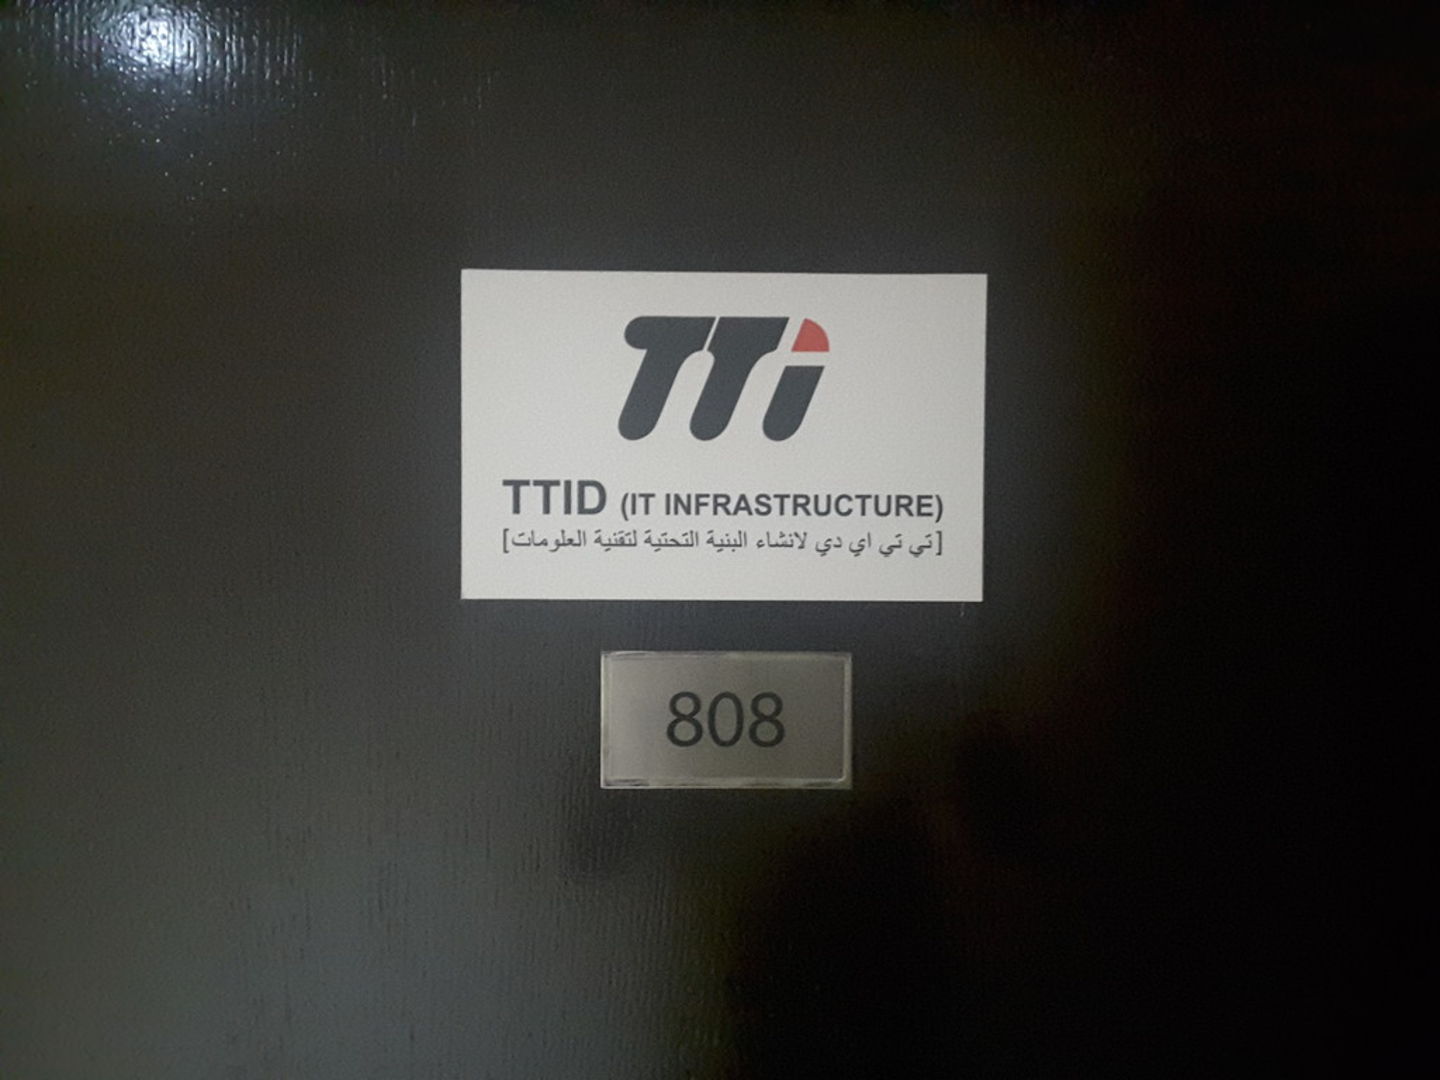 TTi
TTID (IT INFRASTRUCTURE)
[تي تي اي دي لانشاء البنية التحتية لتقنية العلومات]
808